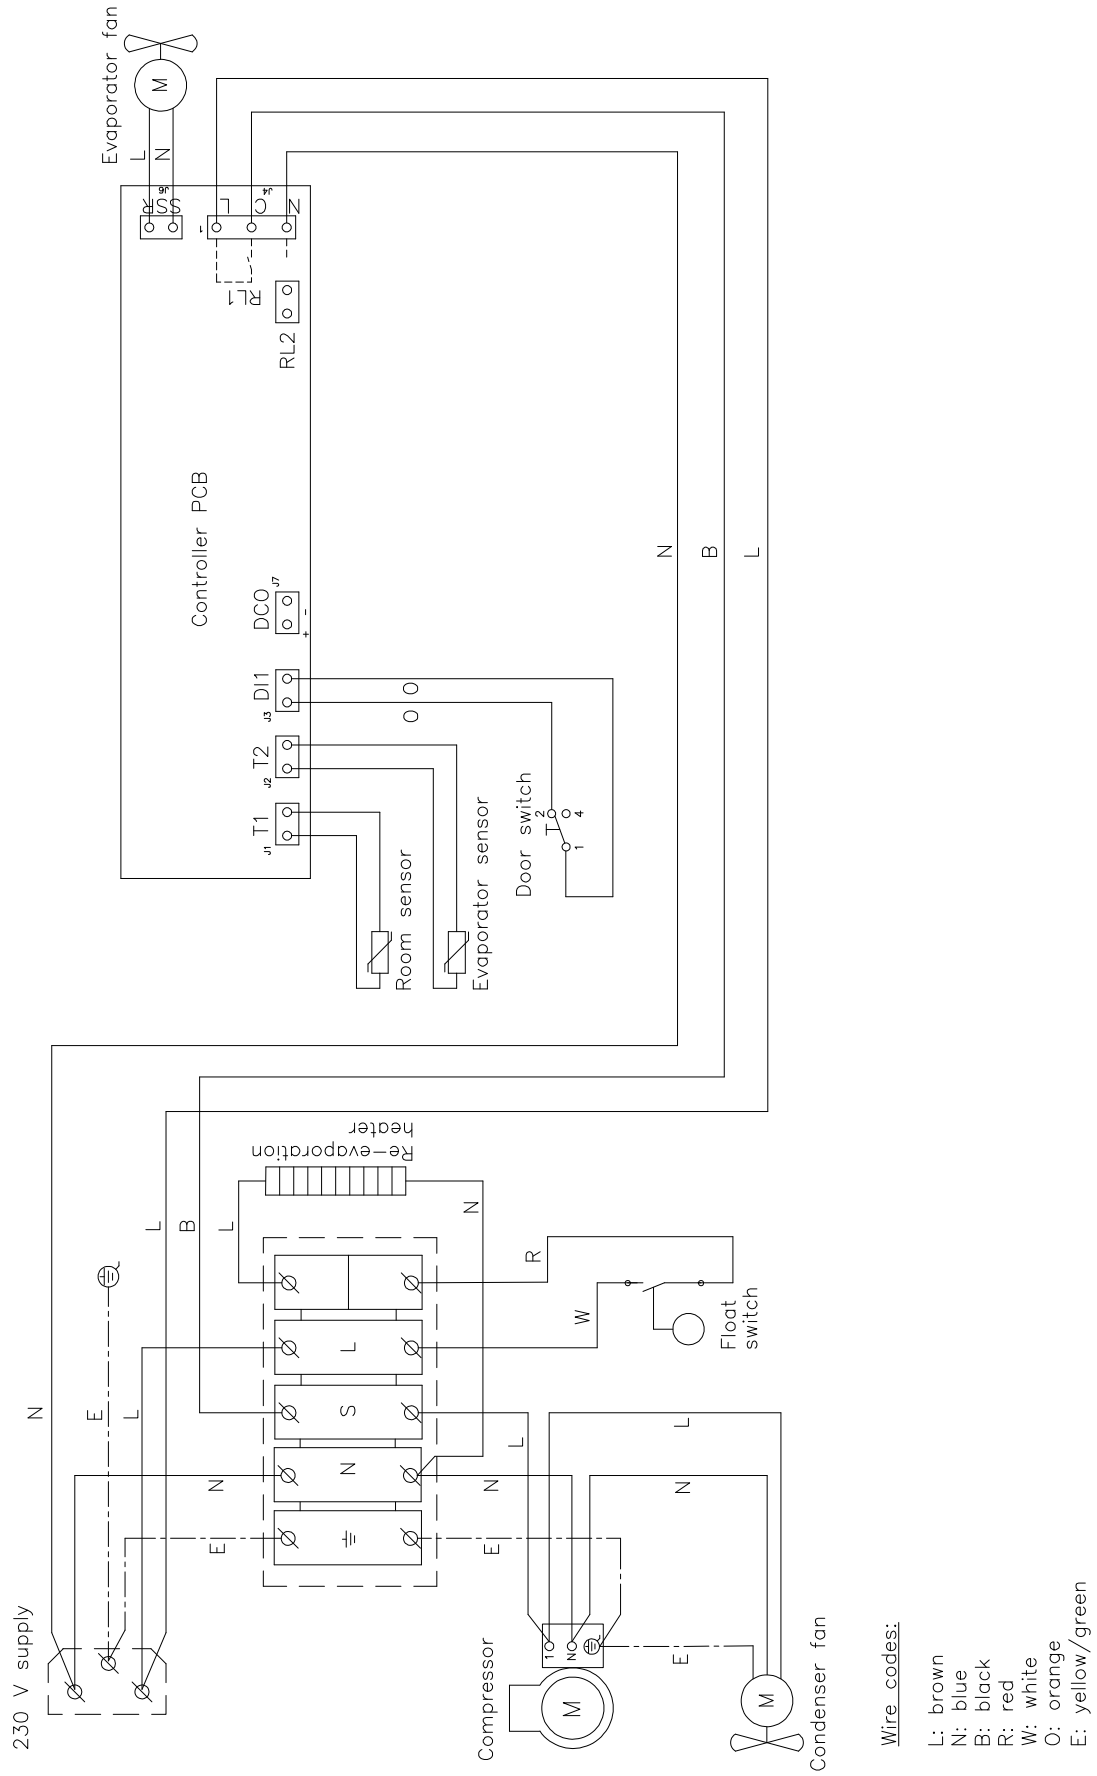 230 V supply
N
E
L
L
B
L
N
E
Re-evaporation
heater
N
R
W
Float
switch
L
S
N
L
N
E
L
N
E
Compressor
1
N
M
Condenser fan
M
Evaporator fan
M
L
N
SSR
J6
L
C
N
J4
1
RL1
RL2
Controller PCB
DCO
J7
+ -
DI1
J3
T2
J2
T1
J1
O O
Door switch
2
4
1
Room sensor
Evaporator sensor
N
B
L
Wire codes:
L: brown
N: blue
B: black
R: red
W: white
O: orange
E: yellow/green